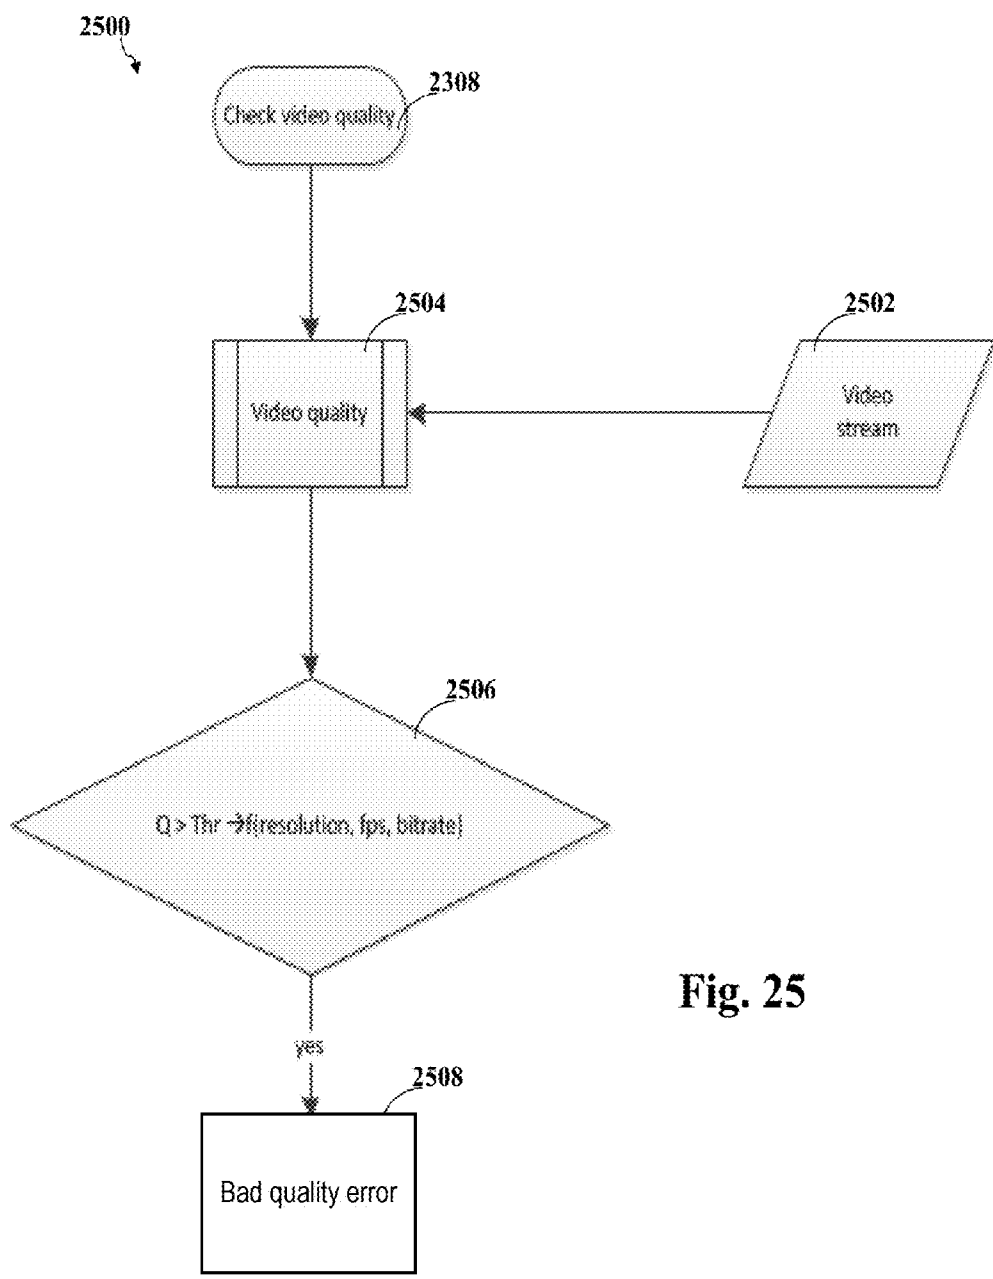 2500
Check video quality
2308
2504
2502
Video quality
Video
stream
2506
Q > Thr →f(resolution, fps, bitrate)
Fig. 25
yes
2508
Bad quality error